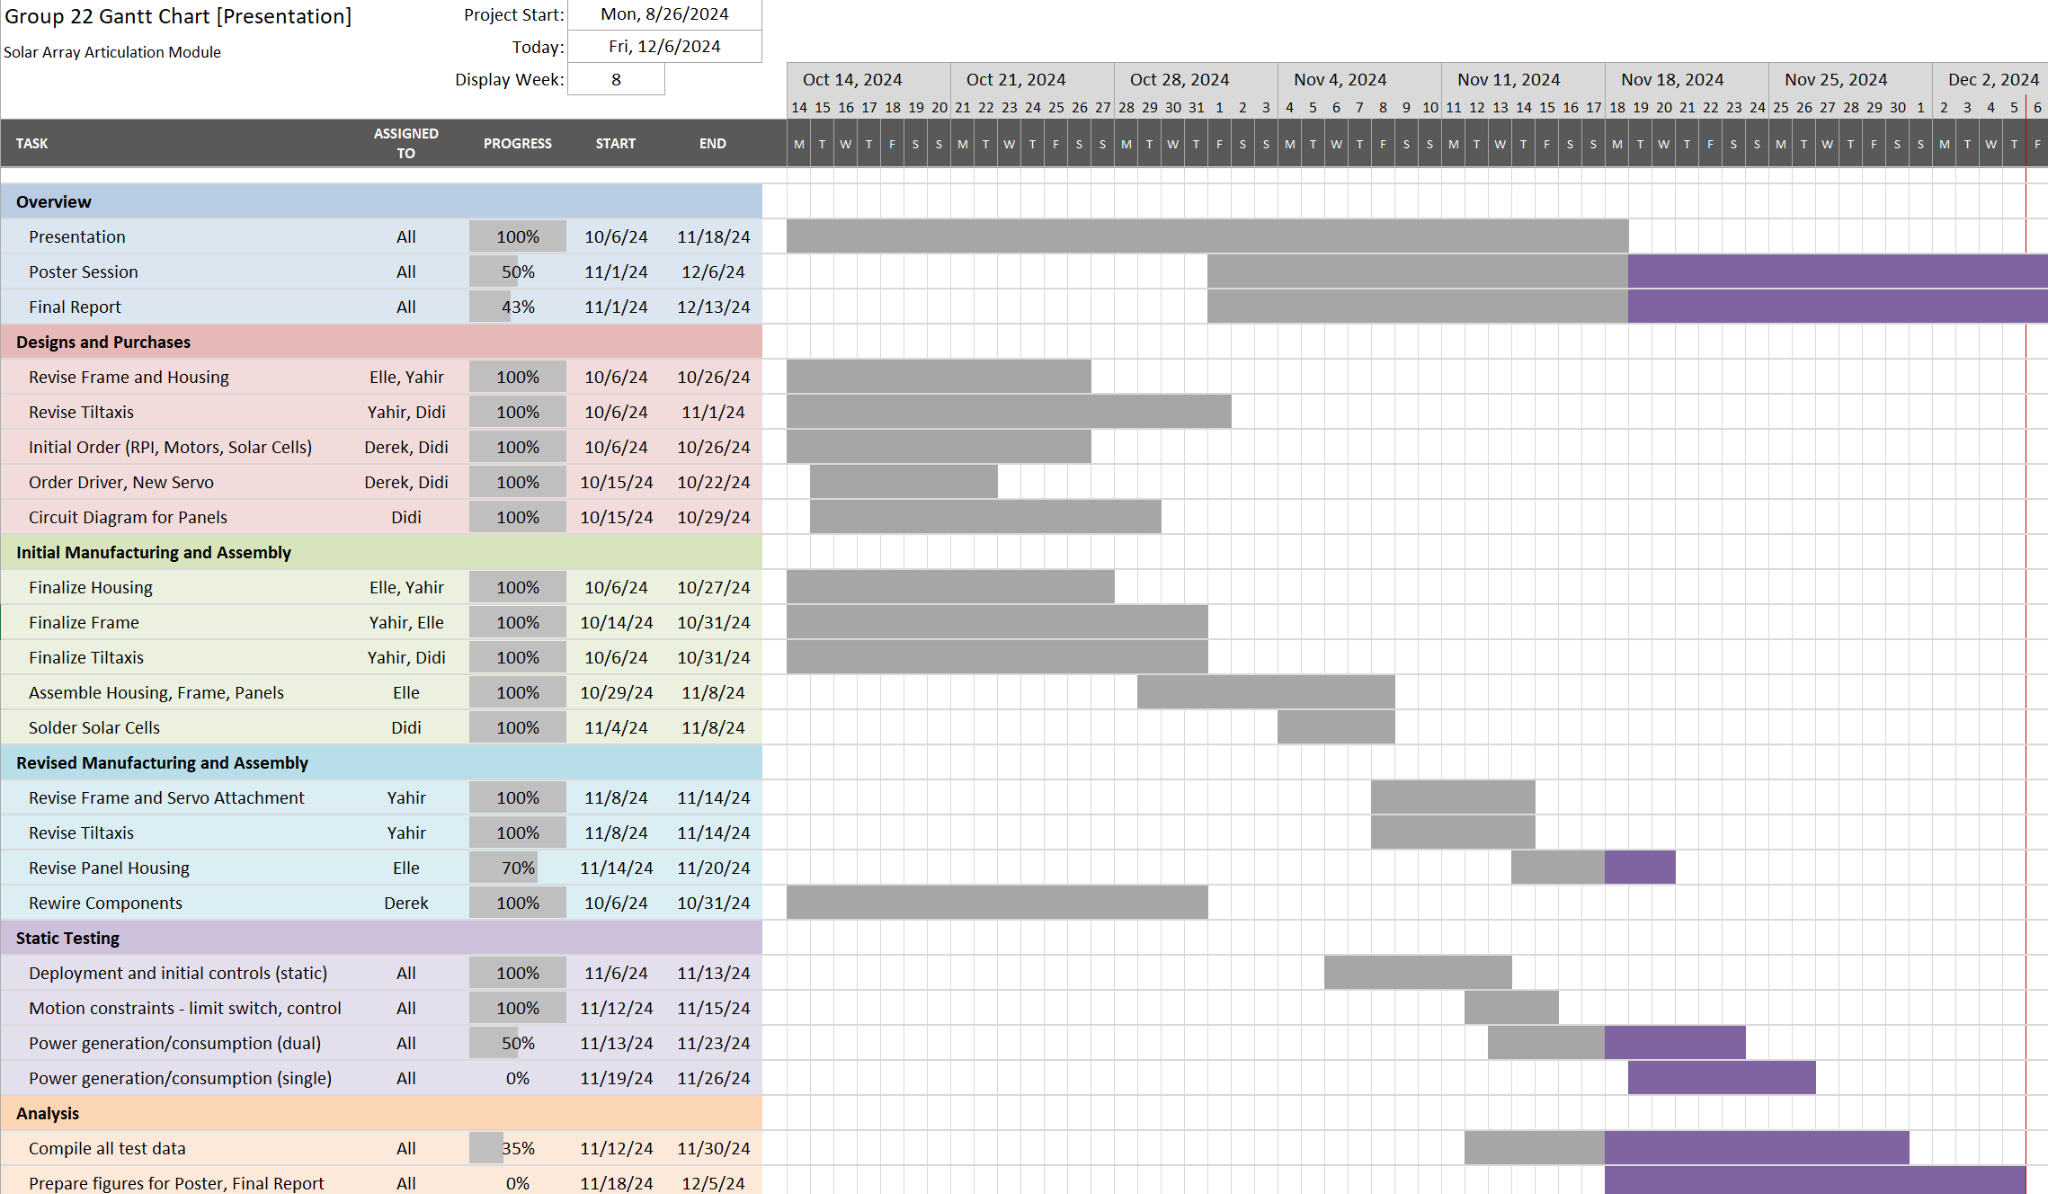 Group 22 Gantt Chart [Presentation]
Project Start: Mon, 8/26/2024
Solar Array Articulation Module
Today: Fri, 12/6/2024
Display Week: 8
Oct 14, 2024 Oct 21, 2024 Oct 28, 2024 Nov 4, 2024 Nov 11, 2024 Nov 18, 2024 Nov 25, 2024 Dec 2, 2024
14 15 16 17 18 19 20 21 22 23 24 25 26 27 28 29 30 31 1 2 3 4 5 6 7 8 9 10 11 12 13 14 15 16 17 18 19 20 21 22 23 24 25 26 27 28 29 30 1 2 3 4 5 6
TASK ASSIGNED TO PROGRESS START END M T W T F S S M T W T F S S M T W T F S S M T W T F S S M T W T F S S M T W T F S S M T W T F S S M T W T F
Overview
Presentation All 100% 10/6/24 11/18/24
Poster Session All 50% 11/1/24 12/6/24
Final Report All 43% 11/1/24 12/13/24
Designs and Purchases
Revise Frame and Housing Elle, Yahir 100% 10/6/24 10/26/24
Revise Tiltaxis Yahir, Didi 100% 10/6/24 11/1/24
Initial Order (RPI, Motors, Solar Cells) Derek, Didi 100% 10/6/24 10/26/24
Order Driver, New Servo Derek, Didi 100% 10/15/24 10/22/24
Circuit Diagram for Panels Didi 100% 10/15/24 10/29/24
Initial Manufacturing and Assembly
Finalize Housing Elle, Yahir 100% 10/6/24 10/27/24
Finalize Frame Yahir, Elle 100% 10/14/24 10/31/24
Finalize Tiltaxis Yahir, Didi 100% 10/6/24 10/31/24
Assemble Housing, Frame, Panels Elle 100% 10/29/24 11/8/24
Solder Solar Cells Didi 100% 11/4/24 11/8/24
Revised Manufacturing and Assembly
Revise Frame and Servo Attachment Yahir 100% 11/8/24 11/14/24
Revise Tiltaxis Yahir 100% 11/8/24 11/14/24
Revise Panel Housing Elle 70% 11/14/24 11/20/24
Rewire Components Derek 100% 10/6/24 10/31/24
Static Testing
Deployment and initial controls (static) All 100% 11/6/24 11/13/24
Motion constraints - limit switch, control All 100% 11/12/24 11/15/24
Power generation/consumption (dual) All 50% 11/13/24 11/23/24
Power generation/consumption (single) All 0% 11/19/24 11/26/24
Analysis
Compile all test data All 35% 11/12/24 11/30/24
Prepare figures for Poster, Final Report All 0% 11/18/24 12/5/24